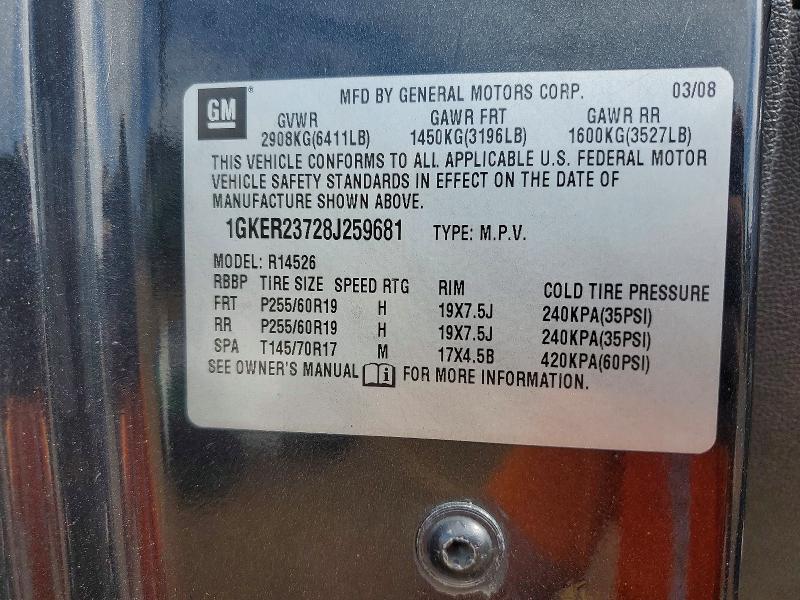 GM ® MFD BY GENERAL MOTORS CORP. 03/08
GVWR GAWR FRT GAWR RR
2908KG(6411LB) 1450KG(3196LB) 1600KG(3527LB)
THIS VEHICLE CONFORMS TO ALL APPLICABLE U.S. FEDERAL MOTOR
VEHICLE SAFETY STANDARDS IN EFFECT ON THE DATE OF
MANUFACTURE SHOWN ABOVE.
1GKER23728J259681 TYPE: M.P.V.
MODEL: R14526
RBBP TIRE SIZE SPEED RTG RIM COLD TIRE PRESSURE
FRT P255/60R19 H 19X7.5J 240KPA(35PSI)
RR P255/60R19 H 19X7.5J 240KPA(35PSI)
SPA T145/70R17 M 17X4.5B 420KPA(60PSI)
SEE OWNER'S MANUAL i FOR MORE INFORMATION.